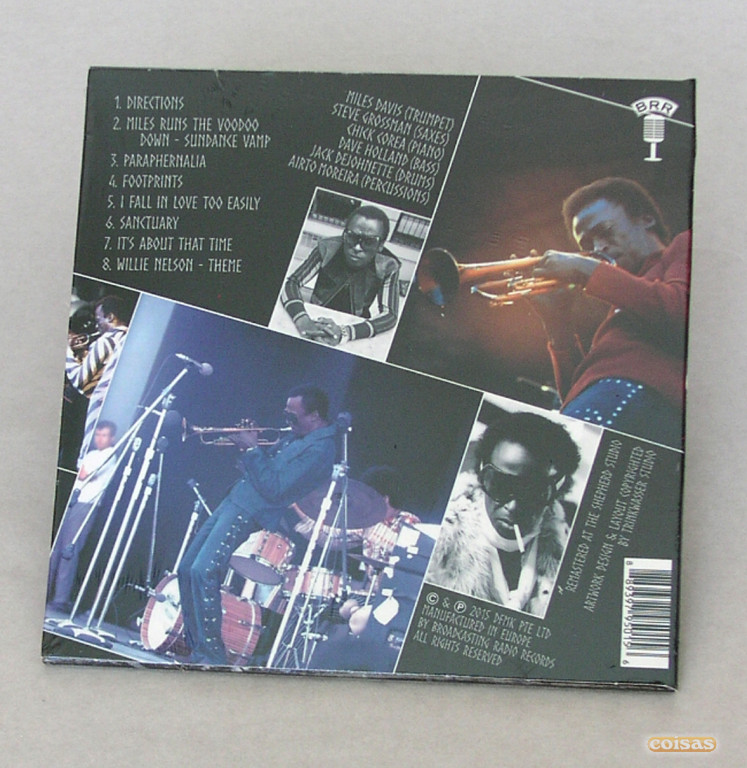 1. DIRECTIONS
2. MILES RUNS THE VOODOO
DOWN - SUNDANCE VAMP
3. PARAPHERNALIA
4. FOOTPRINTS
5. I FALL IN LOVE TOO EASILY
6. SANCTUARY
7. IT'S ABOUT THAT TIME
8. WILLIE NELSON - THEME
MILES DAVIS (TRUMPET)
STEVE GROSSMAN (SAXES)
CHICK COREA (PIANO)
DAVE HOLLAND (BASS)
JACK DEJOHNETTE (DRUMS)
AIRTO MOREIRA (PERCUSSIONS)
BRR
REMASTERED AT THE SHEPHERD STUDIO
ARTWORK DESIGN & LAYOUT COPYRIGHTED
BY TRINKWASSER STUDIO
© & ℗ 2015 DFMK PTE LTD
MANUFACTURED IN EUROPE
BY BROADCASTING RADIO RECORDS
ALL RIGHTS RESERVED
coisas